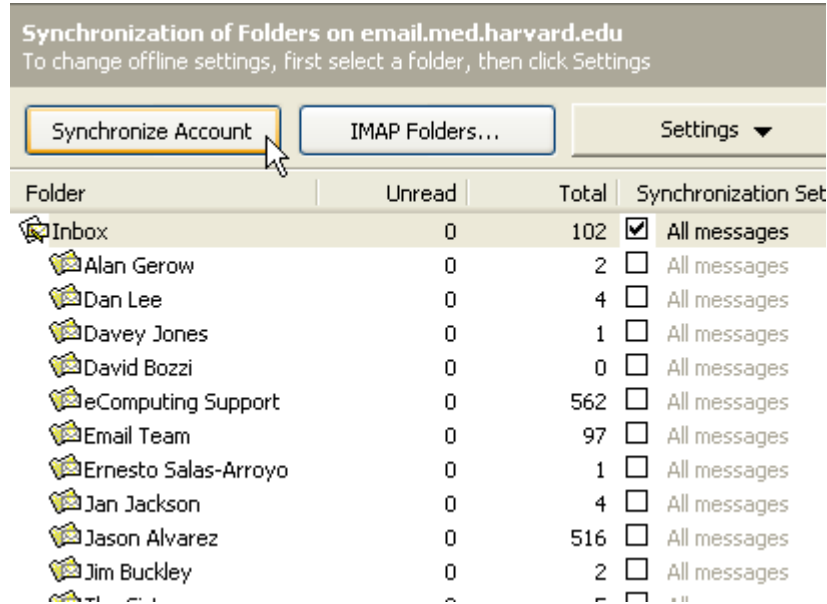 Synchronization of Folders on email.med.harvard.edu
To change offline settings, first select a folder, then click Settings
Synchronize Account IMAP Folders... Settings
Folder Unread Total Synchronization Set
Inbox 0 102 All messages
Alan Gerow 0 2 All messages
Dan Lee 0 4 All messages
Davey Jones 0 1 All messages
David Bozzi 0 0 All messages
eComputing Support 0 562 All messages
Email Team 0 97 All messages
Ernesto Salas-Arroyo 0 1 All messages
Jan Jackson 0 4 All messages
Jason Alvarez 0 516 All messages
Jim Buckley 0 2 All messages